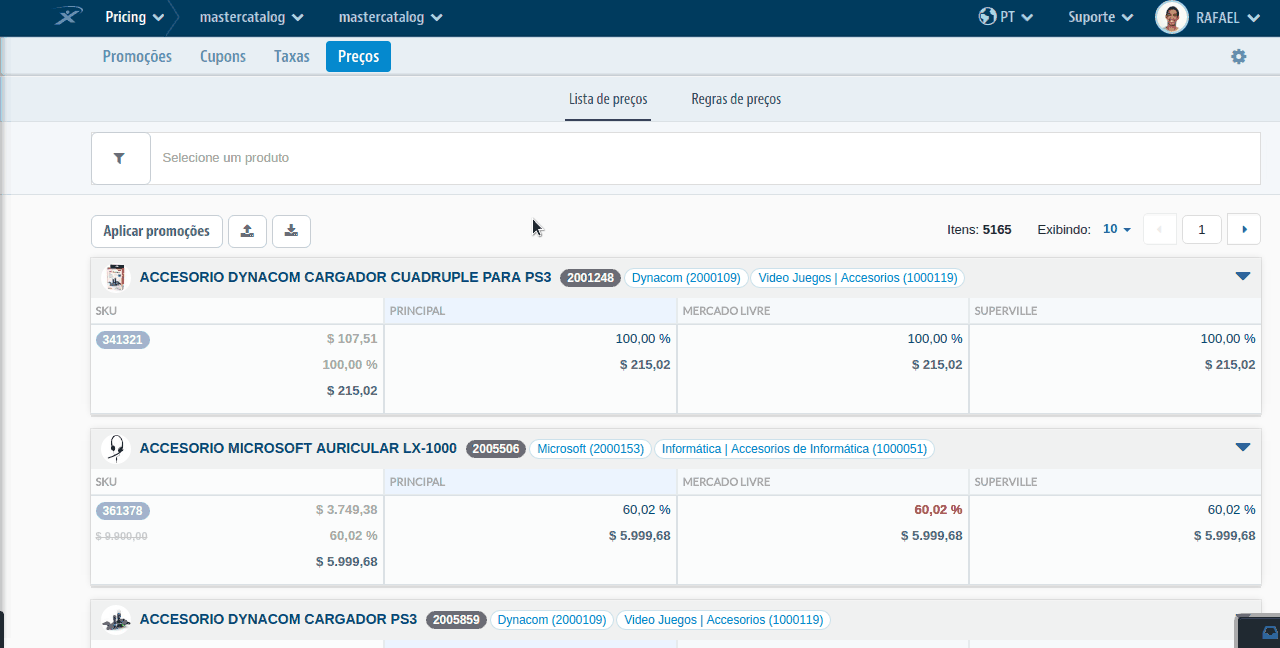 Pricing mastercatalog mastercatalog PT Suporte RAFAEL
Promoções Cupons Taxas Preços
Lista de preços Regras de preços
Selecione um produto
Aplicar promoções Itens: 5165 Exibindo: 10 1
ACCESORIO DYNACOM CARGADOR CUADRUPLE PARA PS3 2001248 Dynacom (2000109) Video Juegos | Accesorios (1000119)
SKU PRINCIPAL MERCADO LIVRE SUPERVILLE
341321 $ 107,51 100,00 % 100,00 % 100,00 %
100,00 % $ 215,02 $ 215,02 $ 215,02
$ 215,02
ACCESORIO MICROSOFT AURICULAR LX-1000 2005506 Microsoft (2000153) Informática | Accesorios de Informática (1000051)
SKU PRINCIPAL MERCADO LIVRE SUPERVILLE
361378 $ 3.749,38 60,02 % 60,02 % 60,02 %
$ 9.900,00 60,02 % $ 5.999,68 $ 5.999,68 $ 5.999,68
$ 5.999,68
ACCESORIO DYNACOM CARGADOR PS3 2005859 Dynacom (2000109) Video Juegos | Accesorios (1000119)